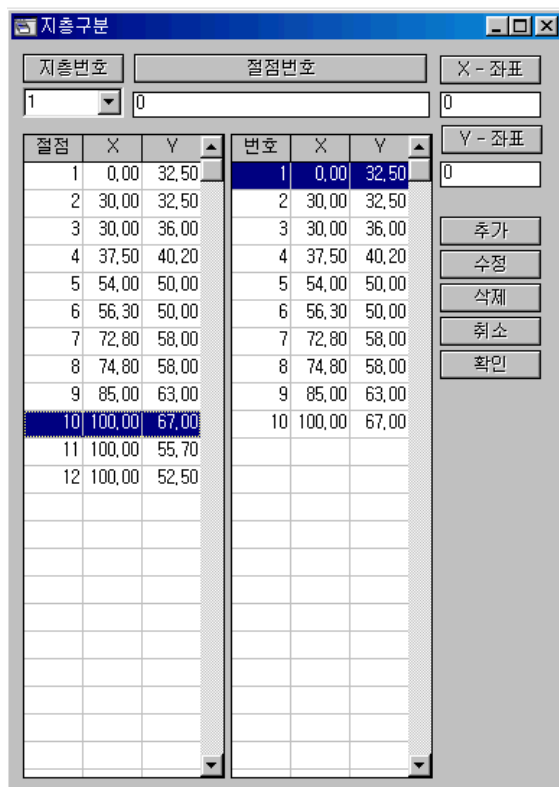 지층구분
지층번호 절점번호 X - 좌표
1 0 0
Y - 좌표
0
절점 X Y 번호 X Y
1 0,00 32,50 1 0,00 32,50
2 30,00 32,50 2 30,00 32,50
3 30,00 36,00 3 30,00 36,00
4 37,50 40,20 4 37,50 40,20
5 54,00 50,00 5 54,00 50,00
6 56,30 50,00 6 56,30 50,00
7 72,80 58,00 7 72,80 58,00
8 74,80 58,00 8 74,80 58,00
9 85,00 63,00 9 85,00 63,00
10 100,00 67,00 10 100,00 67,00
11 100,00 55,70
12 100,00 52,50
추가
수정
삭제
취소
확인